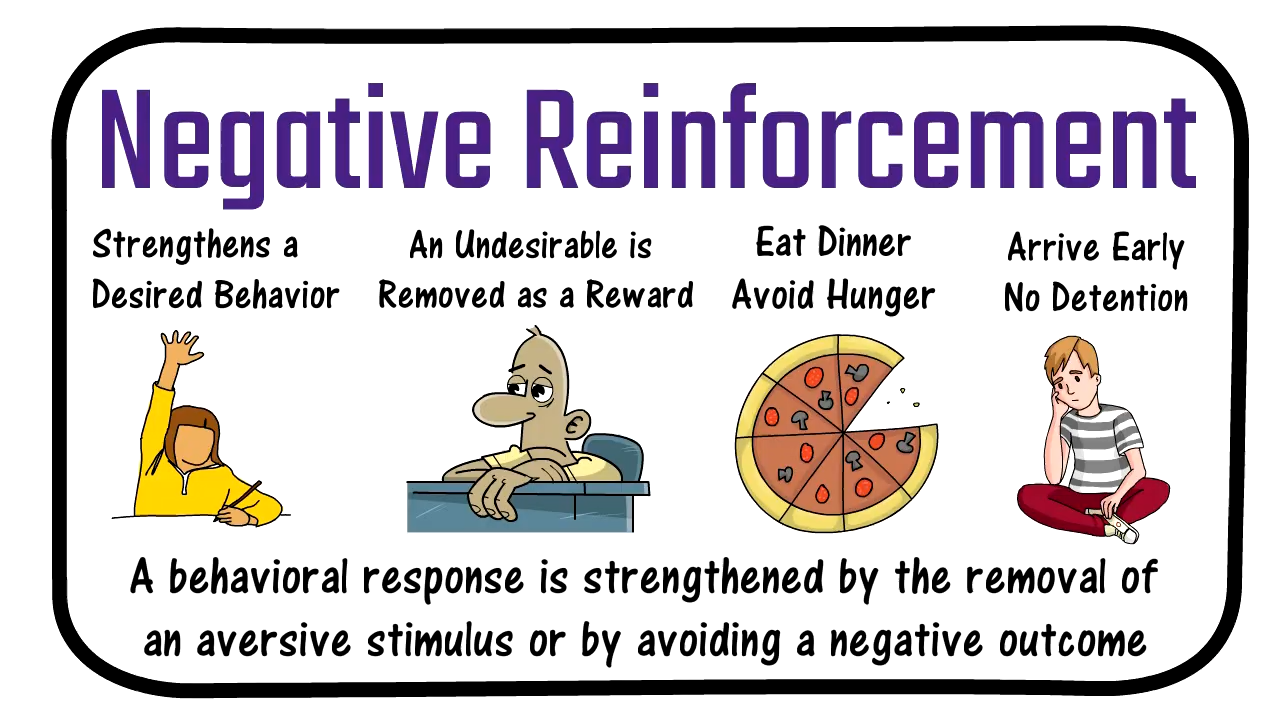 Negative Reinforcement
Strengthens a
Desired Behavior
An Undesirable is
Removed as a Reward
Eat Dinner
Avoid Hunger
Arrive Early
No Detention
A behavioral response is strengthened by the removal of
an aversive stimulus or by avoiding a negative outcome